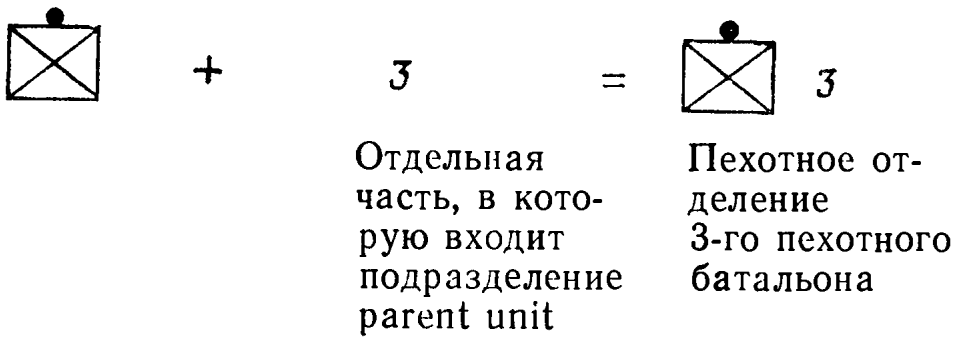 + 3 = 3
Отдельная
часть, в кото-
рую входит
подразделение
parent unit
Пехотное от-
деление
3-го пехотного
батальона